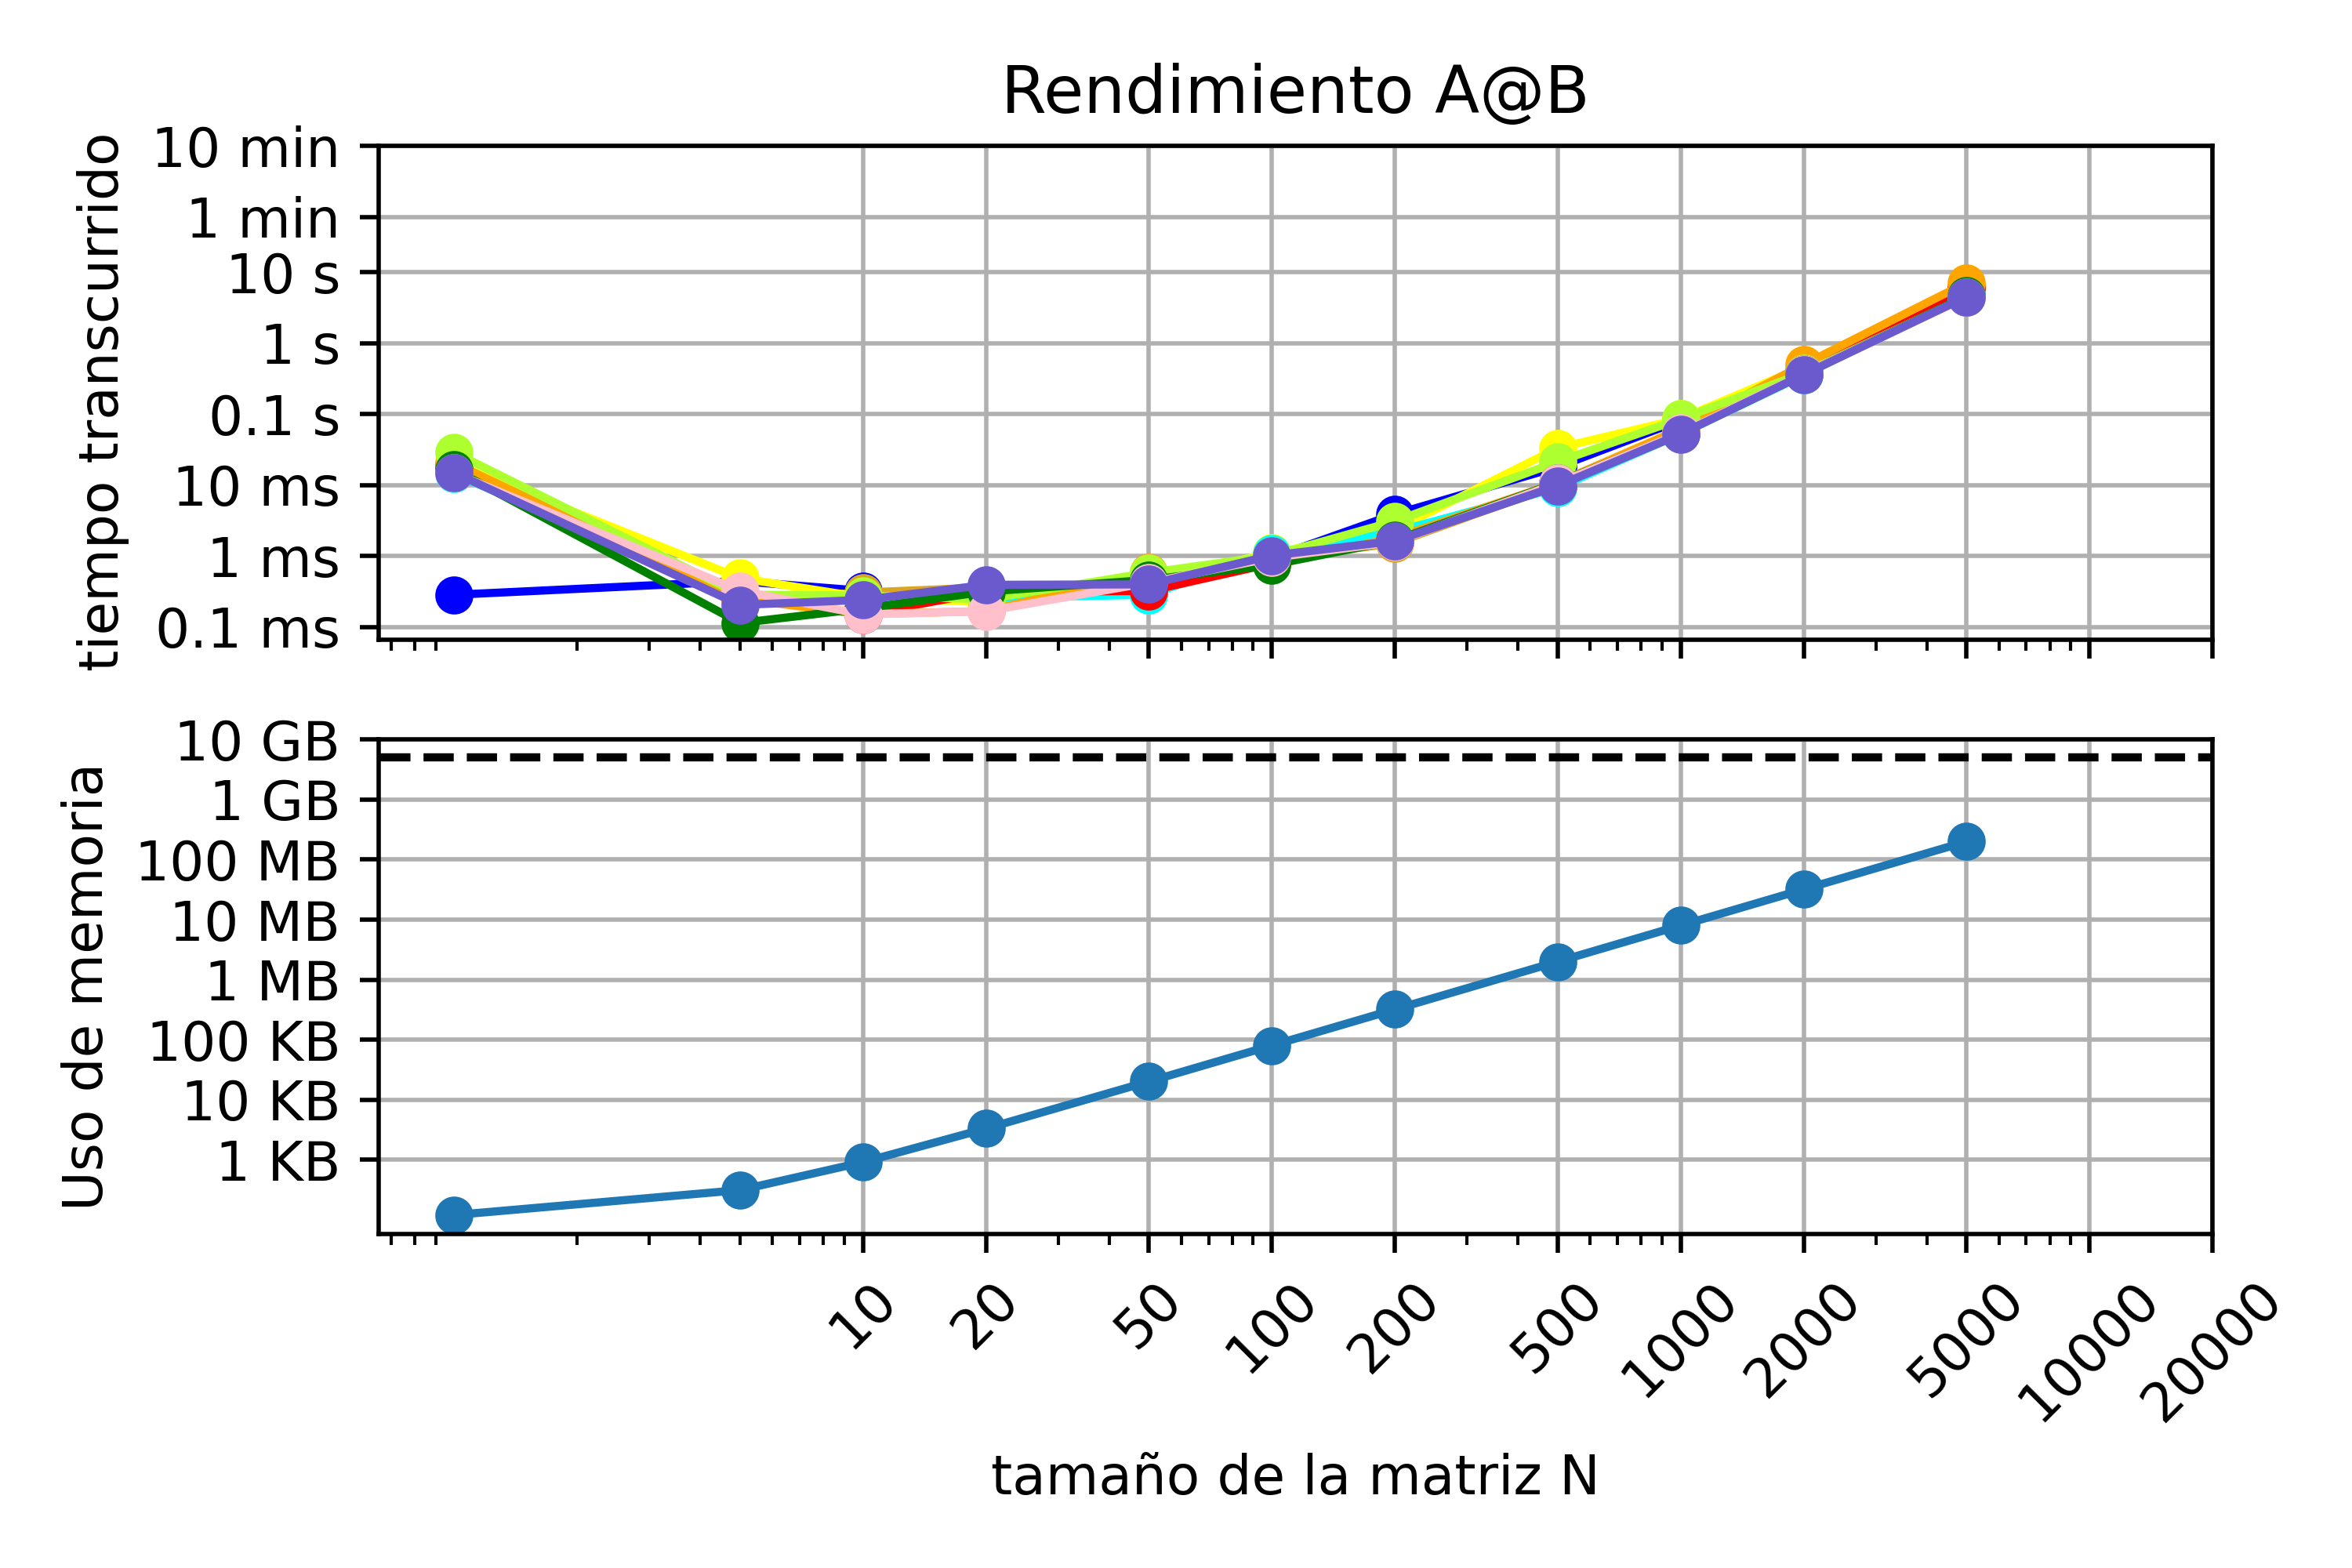 Rendimiento A@B
tiempo transcurrido
10 min
1 min
10 s
1 s
0.1 s
10 ms
1 ms
0.1 ms
Uso de memoria
10 GB
1 GB
100 MB
10 MB
1 MB
100 KB
10 KB
1 KB
10
20
50
100
200
500
1000
2000
5000
10000
20000
tamaño de la matriz N